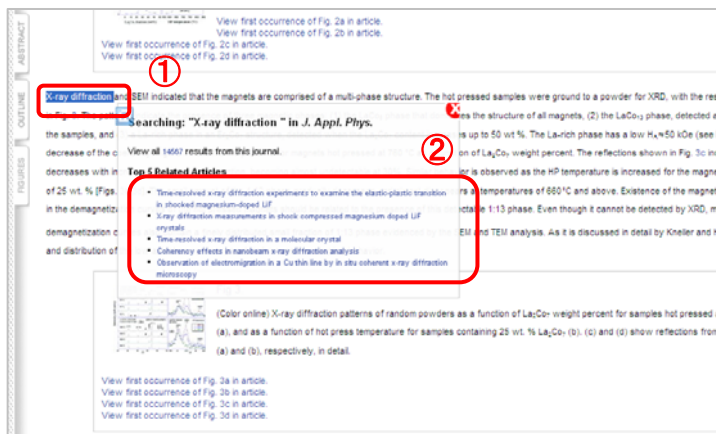 View first occurrence of Fig. 2a in article.
View first occurrence of Fig. 2b in article.
View first occurrence of Fig. 2c in article.
View first occurrence of Fig. 2d in article.
ABSTRACT
OUTLINE
FIGURES
①
X-ray diffraction and SEM indicated that the magnets are comprised of a multi-phase structure. The hot pressed samples were ground to a powder for XRD, with the res
the structure of all magnets, (2) the LaCo₁₃ phase, detected a
the samples, and
s up to 50 wt %. The La-rich phase has a low Hₐ≈50 kOe (see
decrease of the c
on of La₂Co₇ weight percent. The reflections shown in Fig. 3c in
decreases with in
r is observed as the HP temperature is increased for the magne
of 25 wt. % [Figs.
rs at temperatures of 660°C and above. Existence of the magnet
in the demagnetiza
ctable 1:13 phase. Even though it cannot be detected by XRD, m
demagnetization c
EM and TEM analysis. As it is discussed in detail by Kneller and H
and distribution of
Searching: "X-ray diffraction " in J. Appl. Phys.
X
②
View all 14567 results from this journal.
Top 5 Related Articles
Time-resolved x-ray diffraction experiments to examine the elastic-plastic transition
in shocked magnesium-doped LiF
X-ray diffraction measurements in shock compressed magnesium doped LiF
crystals
Time-resolved x-ray diffraction in a molecular crystal
Coherency effects in nanobeam x-ray diffraction analysis
Observation of electromigration in a Cu thin line by in situ coherent x-ray diffraction
microscopy
(Color online) X-ray diffraction patterns of random powders as a function of La₂Co₇ weight percent for samples hot pressed
(a), and as a function of hot press temperature for samples containing 25 wt. % La₂Co₇ (b). (c) and (d) show reflections from
(a) and (b), respectively, in detail.
View first occurrence of Fig. 3a in article.
View first occurrence of Fig. 3b in article.
View first occurrence of Fig. 3c in article.
View first occurrence of Fig. 3d in article.